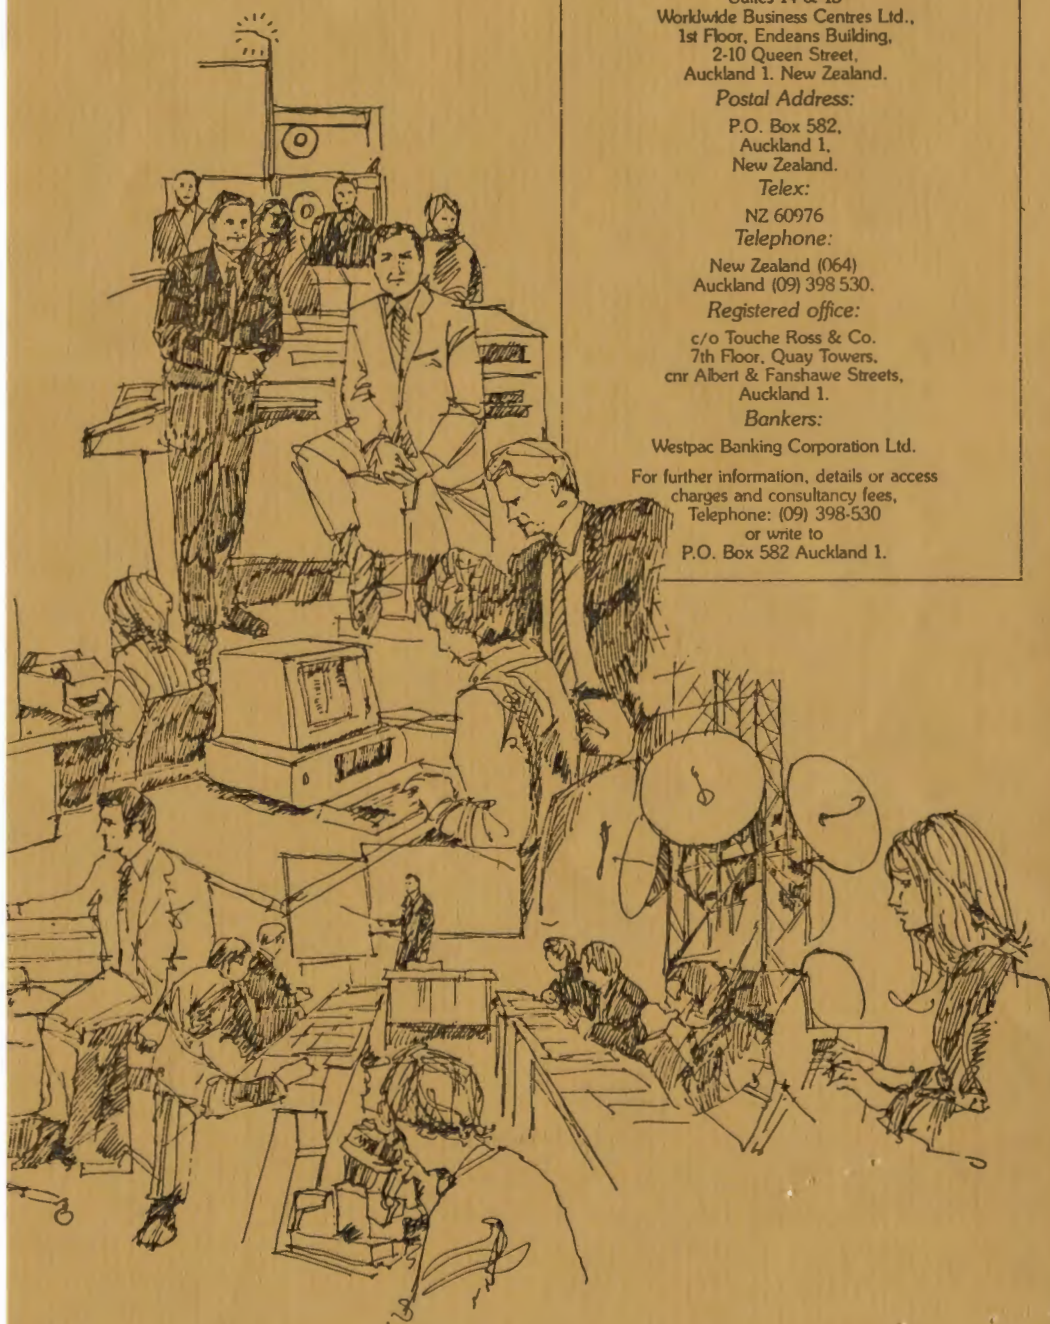 Suites 14 & 15
Worldwide Business Centres Ltd.,
1st Floor, Endeans Building,
2-10 Queen Street,
Auckland 1. New Zealand.
Postal Address:
P.O. Box 582,
Auckland 1,
New Zealand.
Telex:
NZ 60976
Telephone:
New Zealand (064)
Auckland (09) 398 530.
Registered office:
c/o Touche Ross & Co.
7th Floor, Quay Towers,
cnr Albert & Fanshawe Streets,
Auckland 1.
Bankers:
Westpac Banking Corporation Ltd.
For further information, details or access
charges and consultancy fees,
Telephone: (09) 398-530
or write to
P.O. Box 582 Auckland 1.